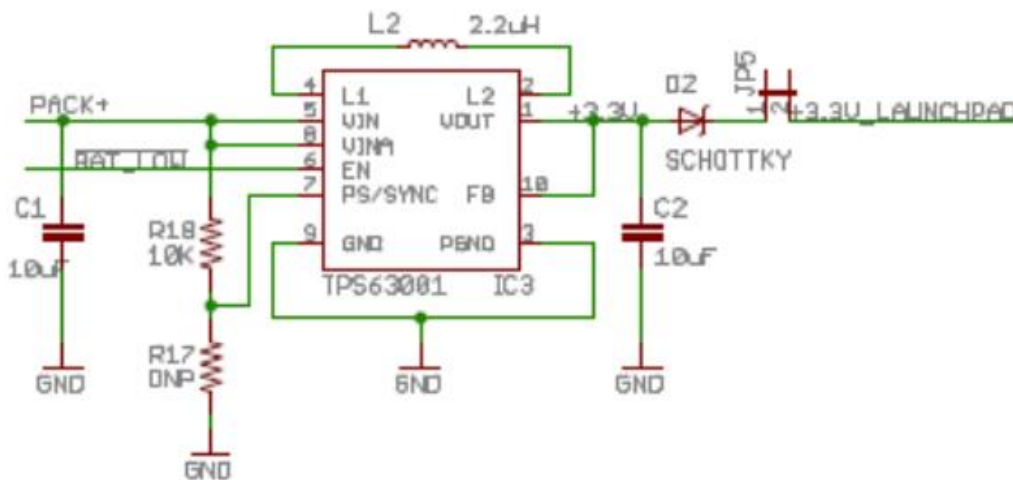 L2 2.2uH
4 L1 L2 2
PACK+ 5 VIN VOUT 1 +3.3V D2 JP5 1 2 +3.3V_LAUNCHPAD
8 VINA
BAT_LOW 6 EN SCHOTTKY
7 PS/SYNC FB 10
C1 10uF
R18 10K
9 GND PGND 3
C2 10uF
TPS63001 IC3
R17 DNP
GND GND GND
GND